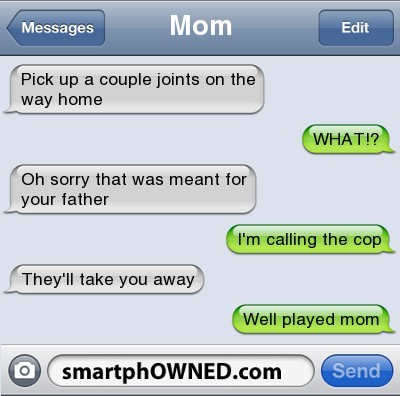 Messages
Mom
Edit
Pick up a couple joints on the
way home
WHAT!?
Oh sorry that was meant for
your father
I'm calling the cop
They'll take you away
Well played mom
smartphOWNED.com
Send